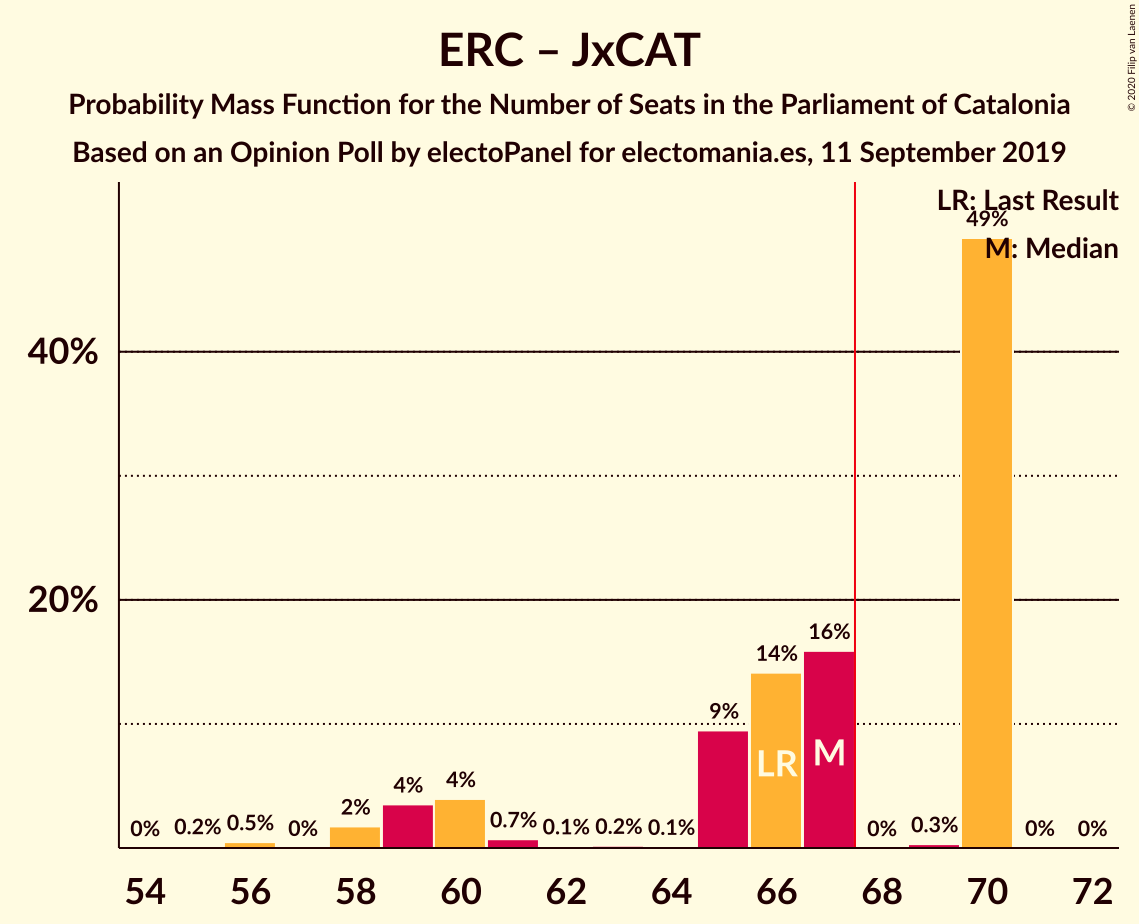 ERC – JxCAT
Probability Mass Function for the Number of Seats in the Parliament of Catalonia
Based on an Opinion Poll by electoPanel for electomania.es, 11 September 2019
© 2020 Filip van Laenen
LR: Last Result
M: Median
40%
20%
0% 0.2% 0.5% 0% 2% 4% 4% 0.7% 0.1% 0.2% 0.1% 9% 14% 16% 0% 0.3% 49% 0% 0%
LR M
54 56 58 60 62 64 66 68 70 72